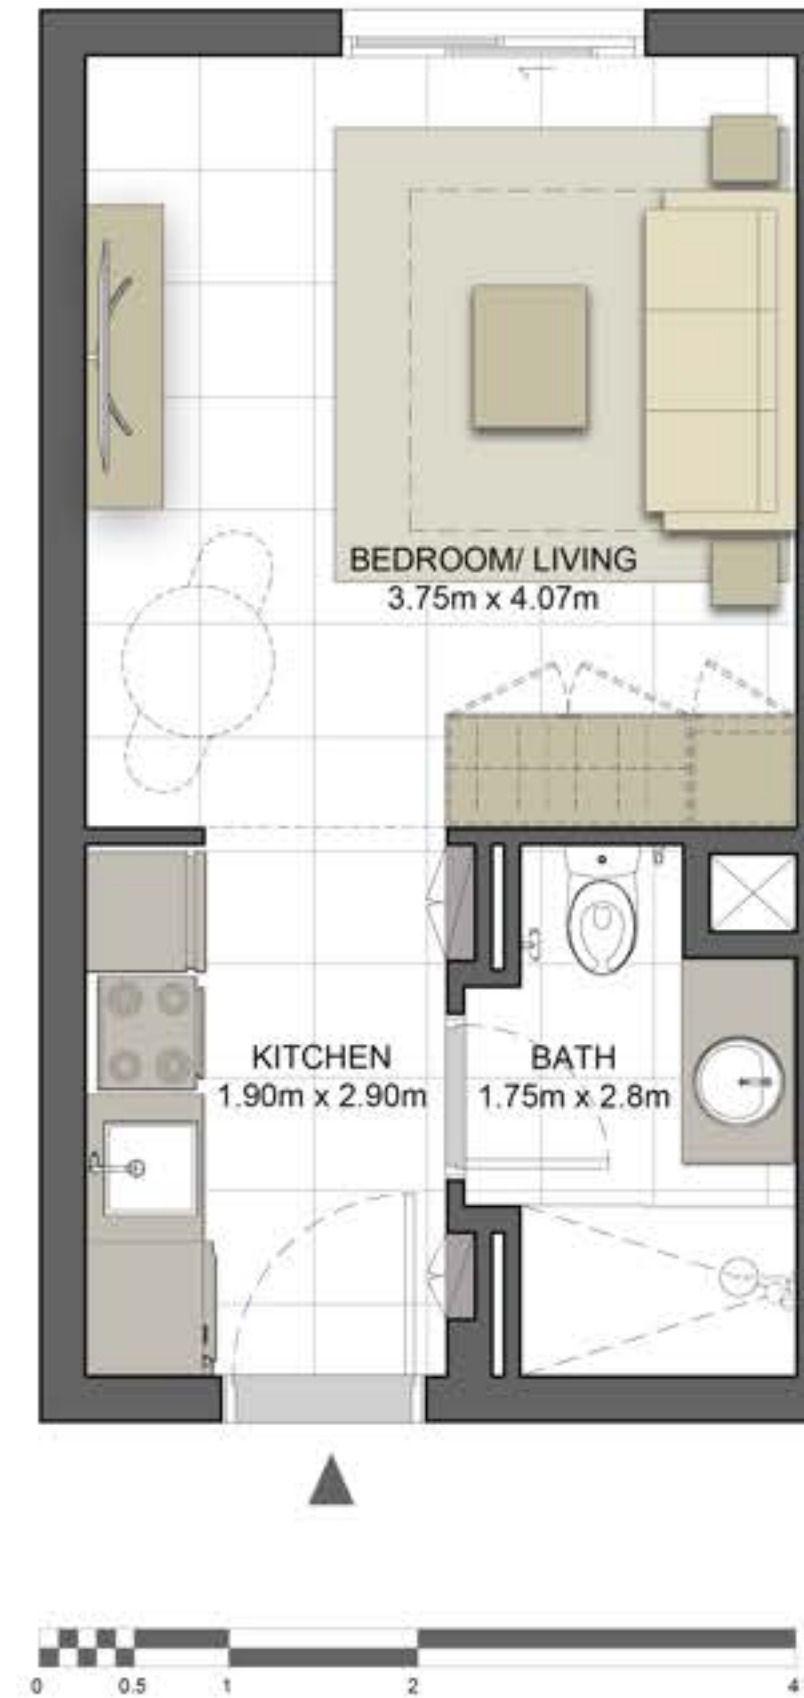 BEDROOM/ LIVING
3.75m x 4.07m
KITCHEN
1.90m x 2.90m
BATH
1.75m x 2.8m
0 0.5 1 2 4